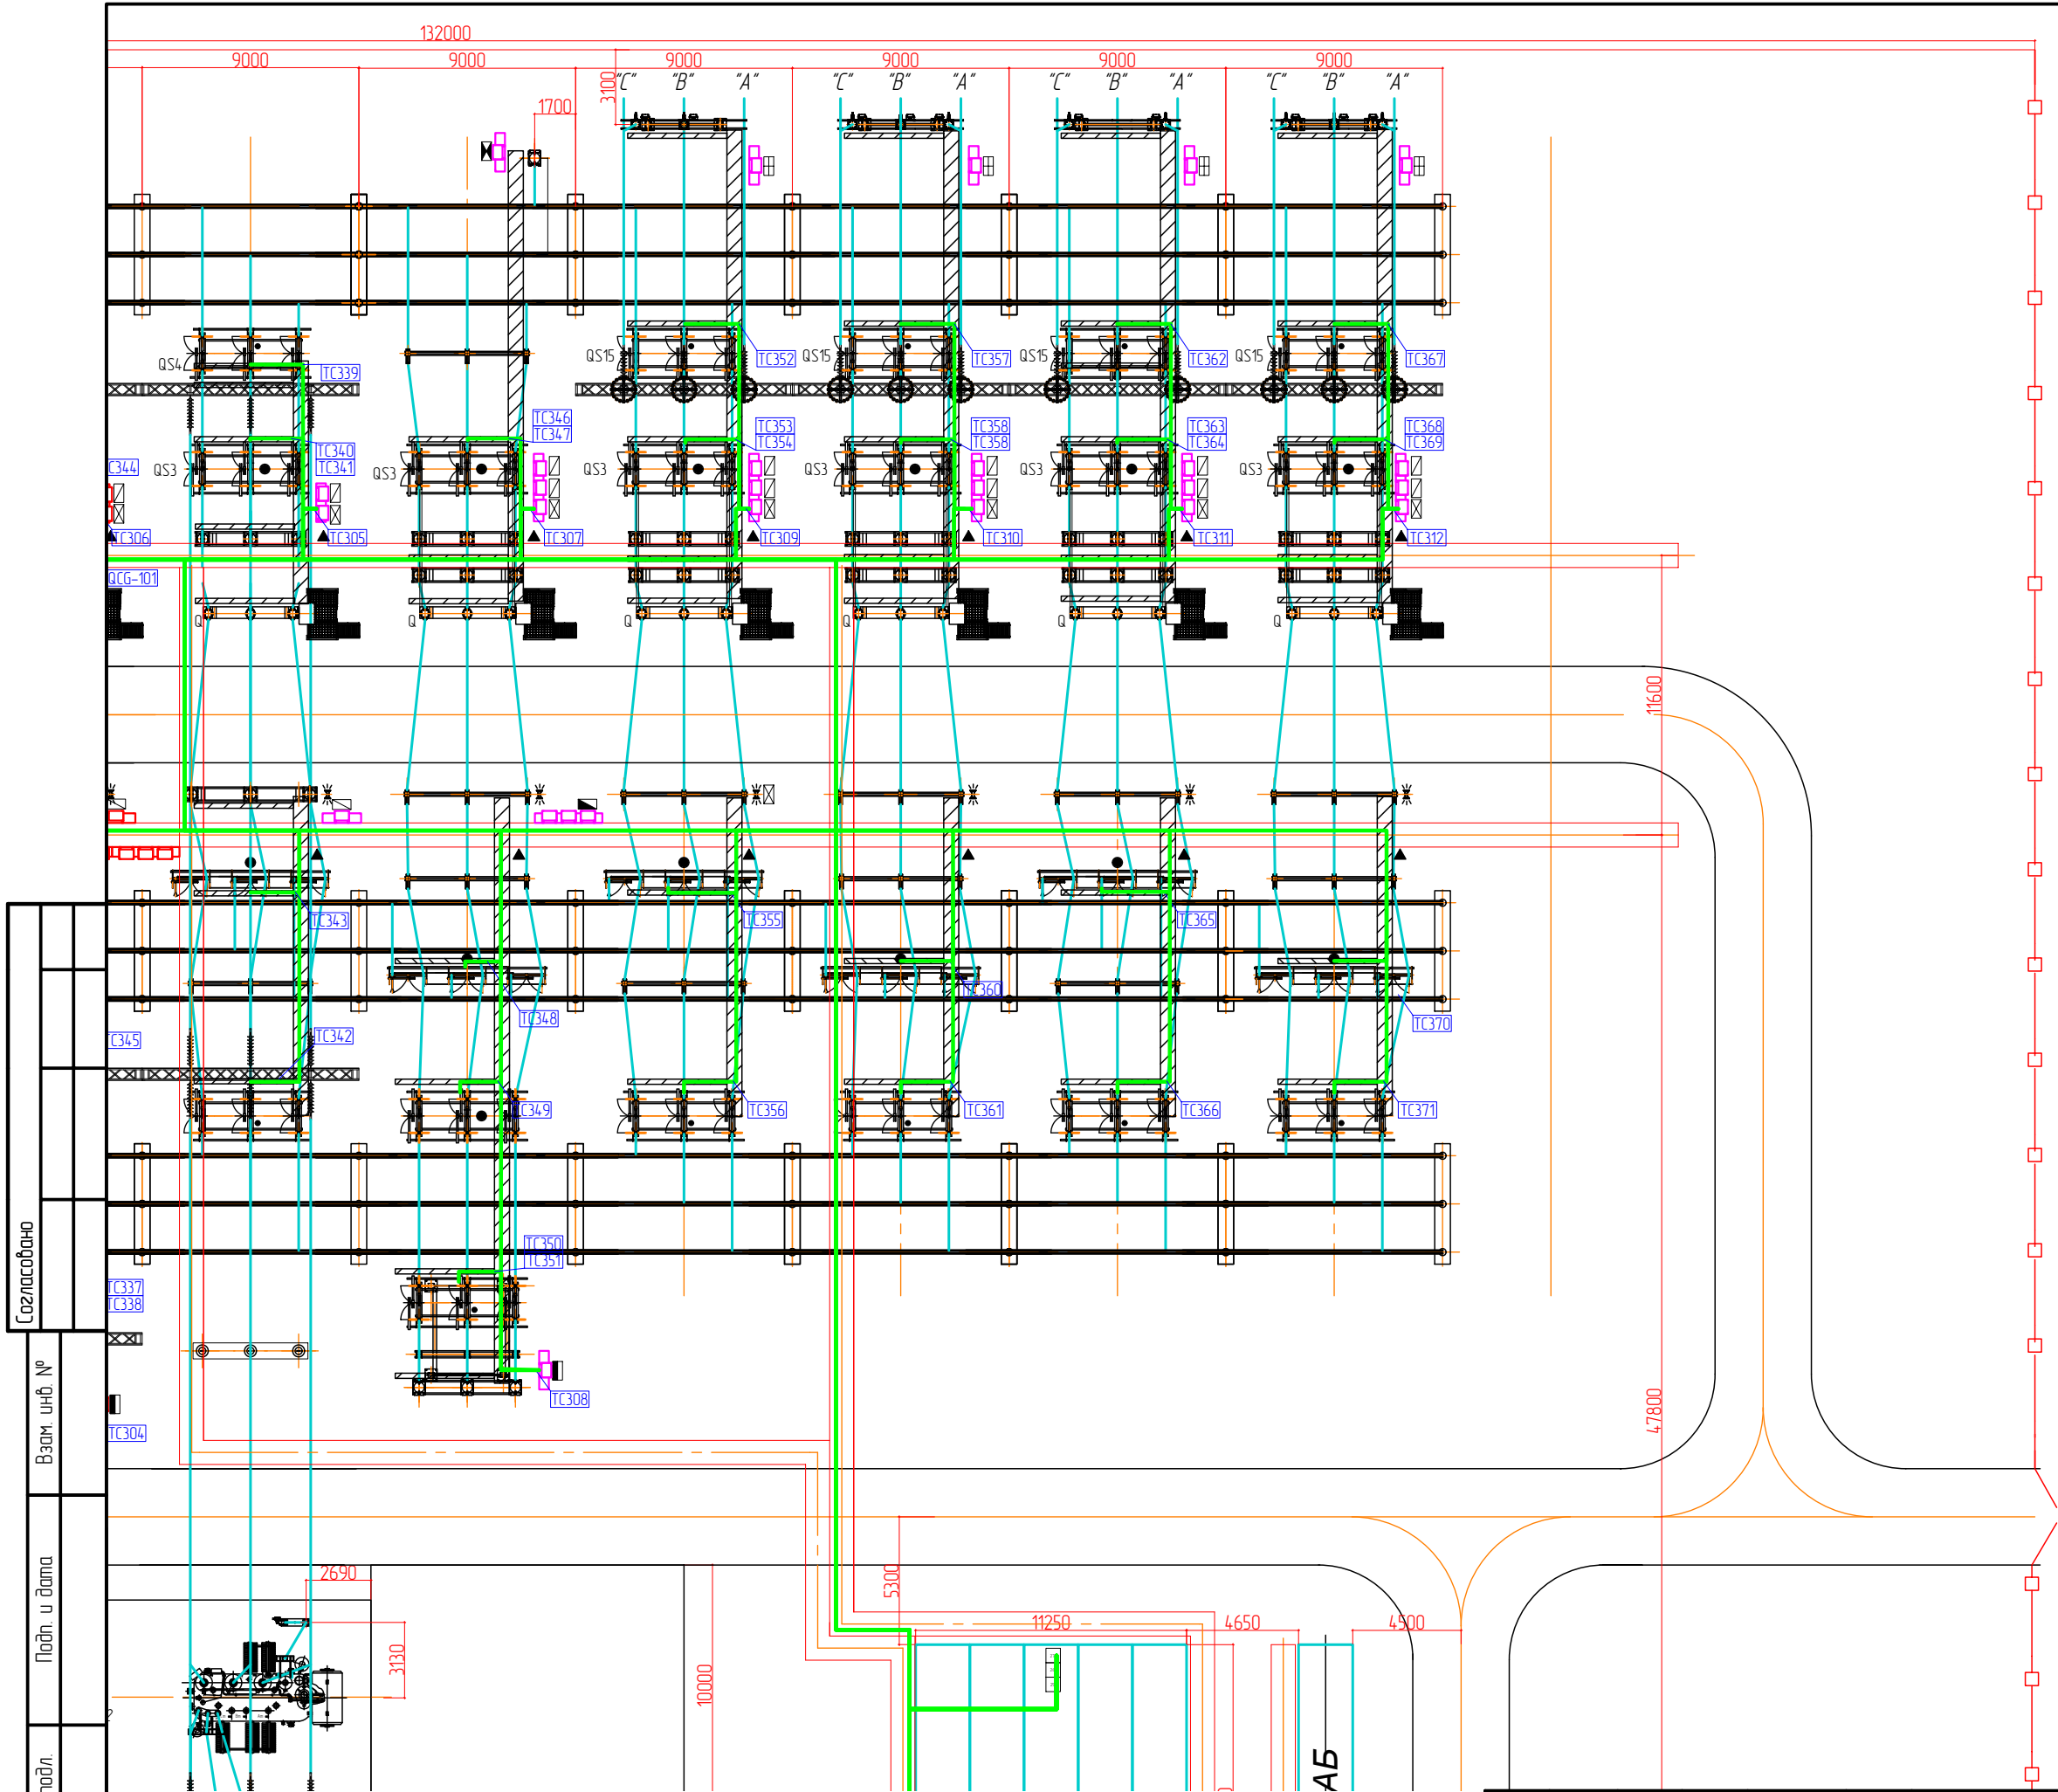 132000
9000 9000 9000 9000 9000 9000
"C" "B" "A" "C" "B" "A" "C" "B" "A" "C" "B" "A"
3100
1700
QS15 QS15 QS15 QS15
TC352 TC357 TC362 TC367
QS4
TC339
TC346 TC353 TC358 TC363 TC368
TC347 TC354 TC358 TC364 TC369
TC340
TC341
C344
QS3 QS3 QS3 QS3 QS3 QS3
TC306 TC305 TC307 TC309 TC310 TC311 TC312
QCG-101
Q Q Q Q Q Q
11600
TC343 TC355 TC365
TC360
TC348 TC370
TC345 TC342
TC349 TC356 TC361 TC366 TC371
TC350
TC351
TC337
TC338
Согласовано
TC308
TC304
47800
Взам. инв. №
Подп. и дата
подл.
2690
3130
10000
5300
11250 4650 4500
АБ